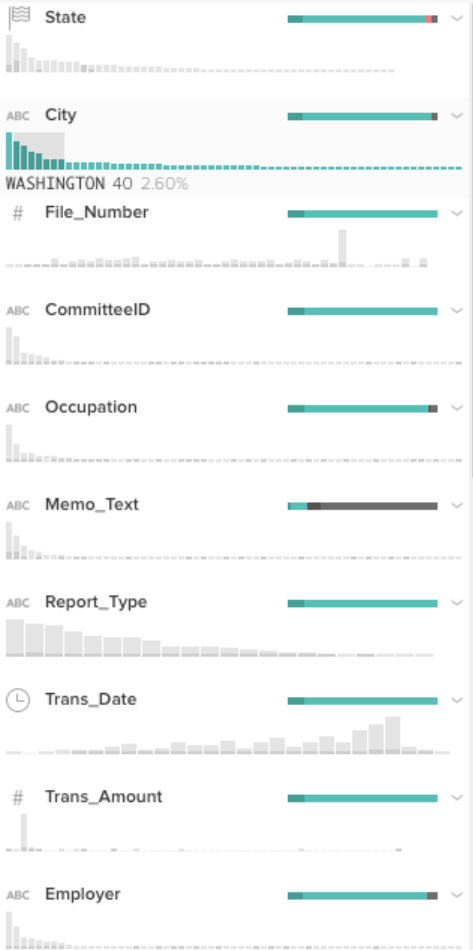 State
ABC City
WASHINGTON 40 2.60%
# File_Number
ABC CommitteeID
ABC Occupation
ABC Memo_Text
ABC Report_Type
Trans_Date
# Trans_Amount
ABC Employer